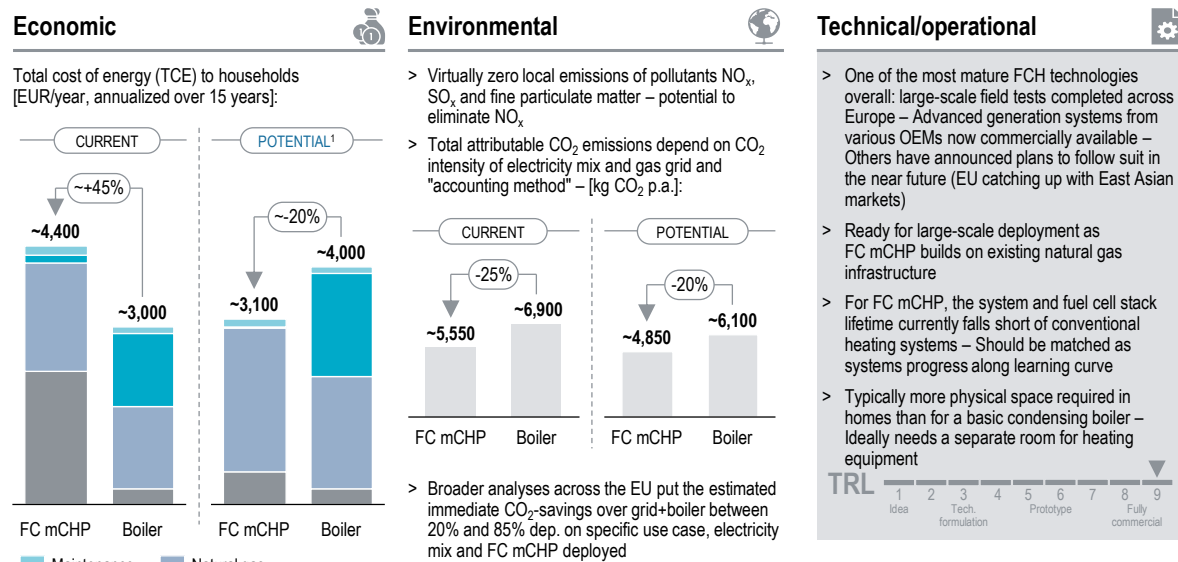 Economic
Total cost of energy (TCE) to households
[EUR/year, annualized over 15 years]:
CURRENT
POTENTIAL¹
~+45%
~-20%
~4,400
~3,000
~3,100
~4,000
FC mCHP
Boiler
FC mCHP
Boiler
Environmental
> Virtually zero local emissions of pollutants NOx,
SOx and fine particulate matter – potential to
eliminate NOx
> Total attributable CO2 emissions depend on CO2
intensity of electricity mix and gas grid and
"accounting method" – [kg CO2 p.a.]:
CURRENT
POTENTIAL
-25%
-20%
~5,550
~6,900
~4,850
~6,100
FC mCHP
Boiler
FC mCHP
Boiler
> Broader analyses across the EU put the estimated
immediate CO2-savings over grid+boiler between
20% and 85% dep. on specific use case, electricity
mix and FC mCHP deployed
Technical/operational
> One of the most mature FCH technologies
overall: large-scale field tests completed across
Europe – Advanced generation systems from
various OEMs now commercially available –
Others have announced plans to follow suit in
the near future (EU catching up with East Asian
markets)
> Ready for large-scale deployment as
FC mCHP builds on existing natural gas
infrastructure
> For FC mCHP, the system and fuel cell stack
lifetime currently falls short of conventional
heating systems – Should be matched as
systems progress along learning curve
> Typically more physical space required in
homes than for a basic condensing boiler –
Ideally needs a separate room for heating
equipment
TRL
1 2 3 4 5 6 7 8 9
Idea
Tech.
formulation
Prototype
Fully
commercial